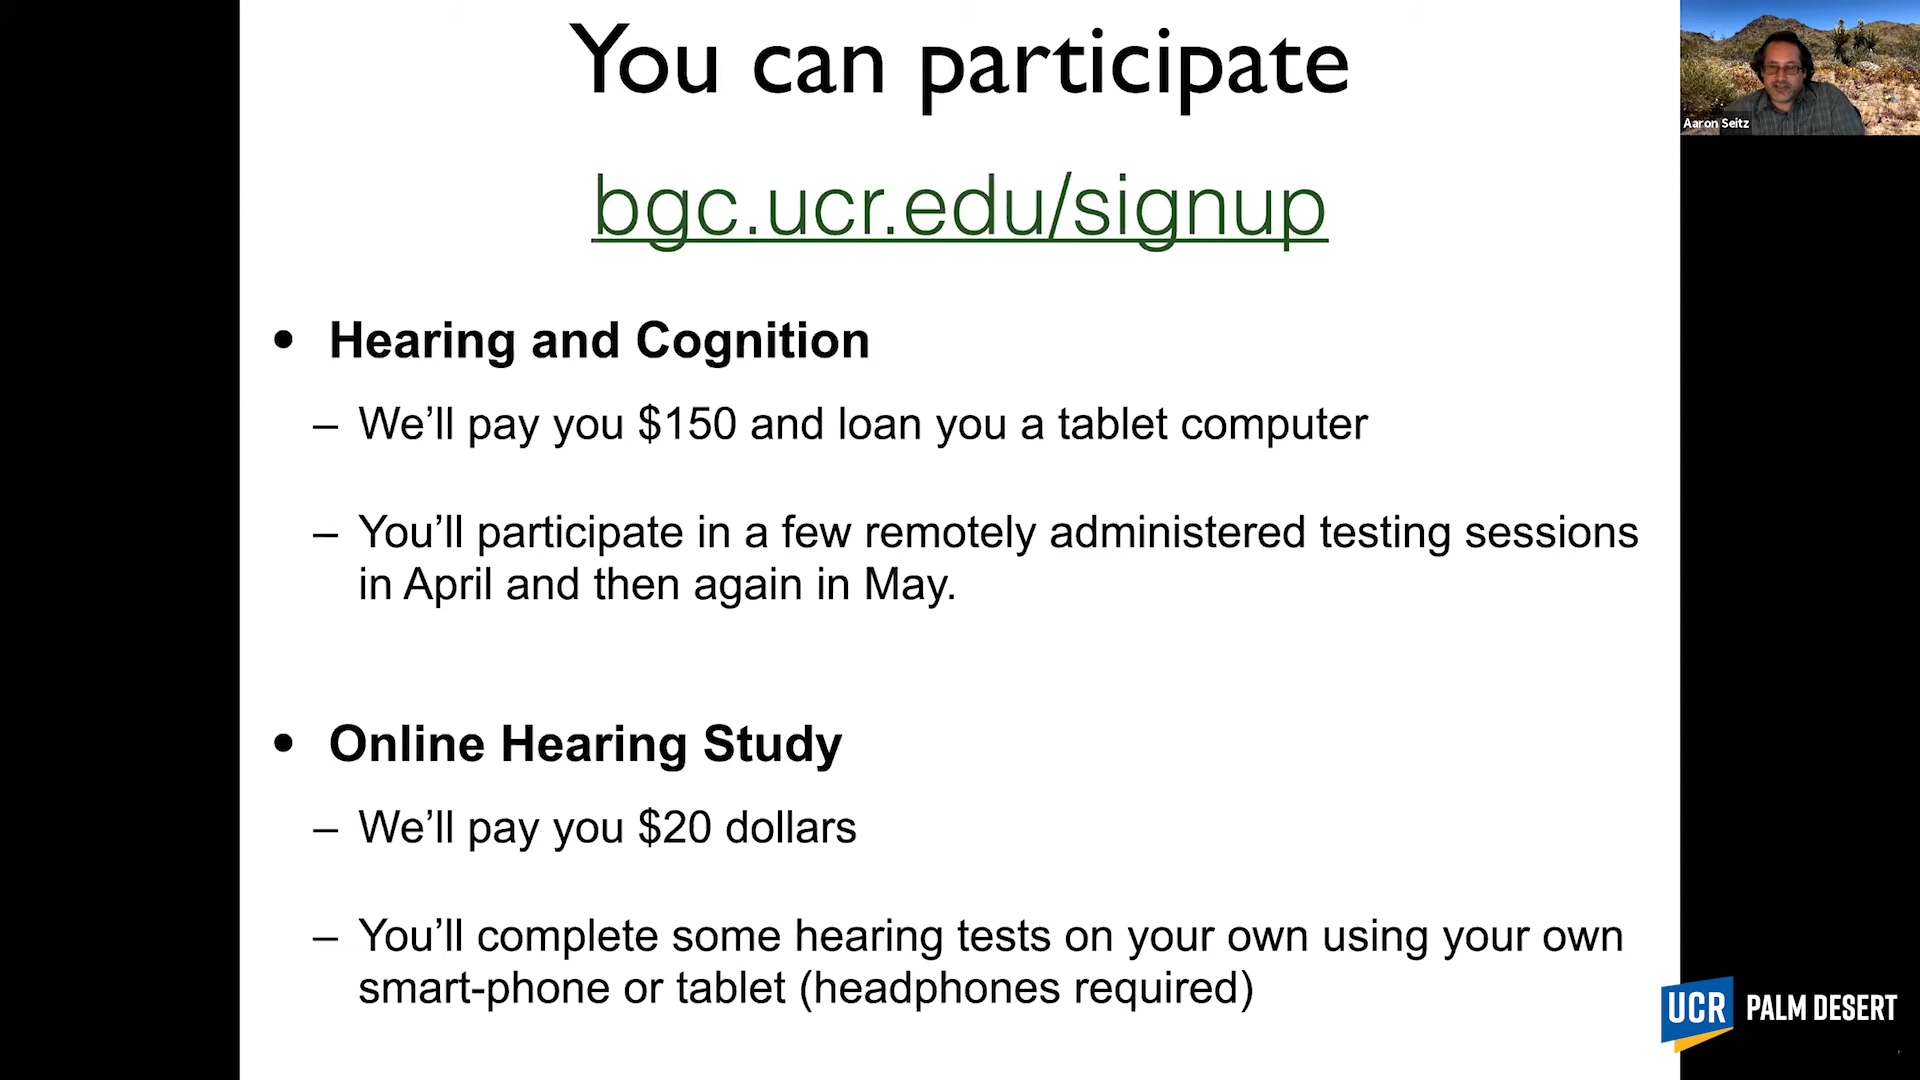 You can participate
Aaron Seitz
bgc.ucr.edu/signup
• Hearing and Cognition
– We’ll pay you $150 and loan you a tablet computer
– You’ll participate in a few remotely administered testing sessions
in April and then again in May.
• Online Hearing Study
– We’ll pay you $20 dollars
– You’ll complete some hearing tests on your own using your own
smart-phone or tablet (headphones required)
UCR PALM DESERT